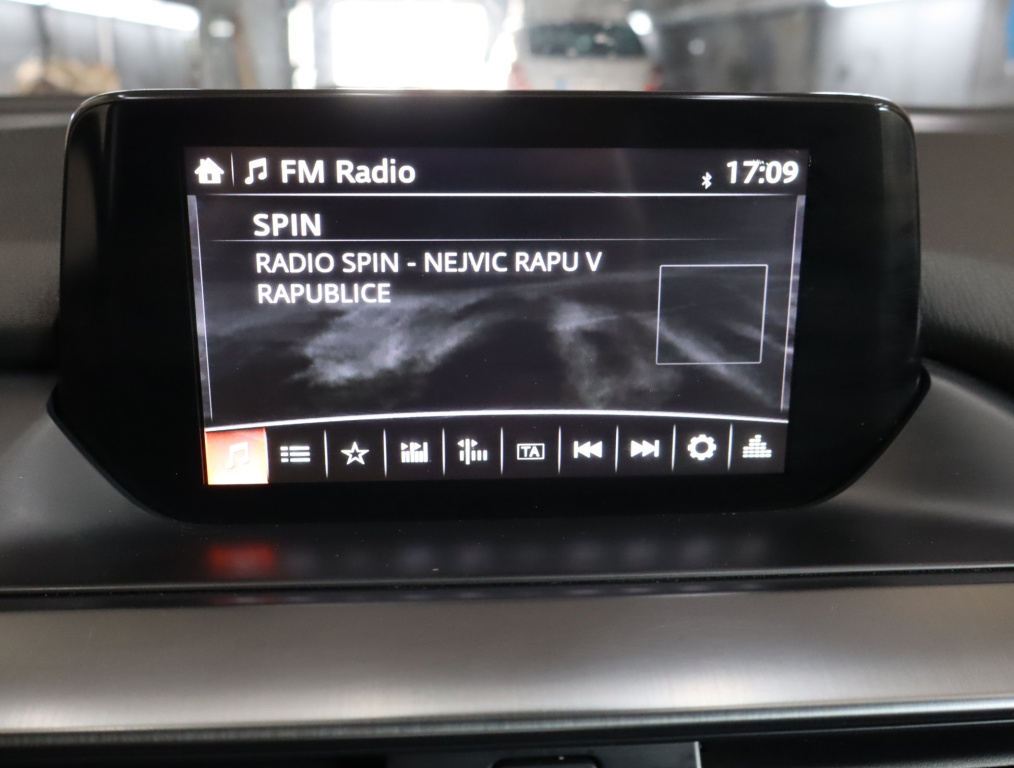 FM Radio
17:09
SPIN
RADIO SPIN - NEJVIC RAPU V
RAPUBLICE
TA